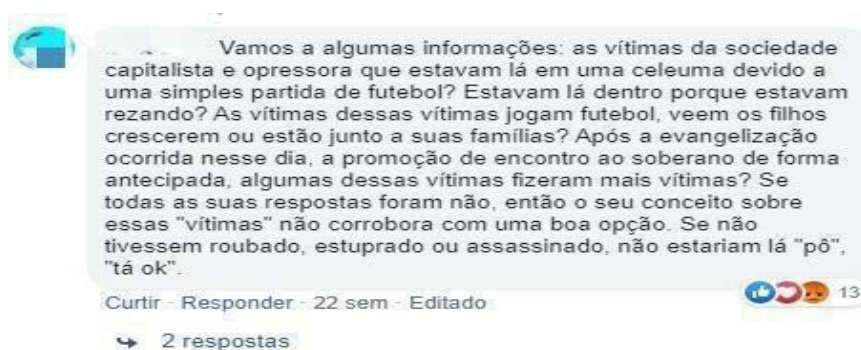 Vamos a algumas informações: as vítimas da sociedade
capitalista e opressora que estavam lá em uma celeuma devido a
uma simples partida de futebol? Estavam lá dentro porque estavam
rezando? As vítimas dessas vítimas jogam futebol, veem os filhos
crescerem ou estão junto a suas famílias? Após a evangelização
ocorrida nesse dia, a promoção de encontro ao soberano de forma
antecipada, algumas dessas vítimas fizeram mais vítimas? Se
todas as suas respostas foram não, então o seu conceito sobre
essas "vítimas" não corrobora com uma boa opção. Se não
tivessem roubado, estuprado ou assassinado, não estariam lá "pô",
"tá ok".
Curtir · Responder · 22 sem · Editado
13
2 respostas